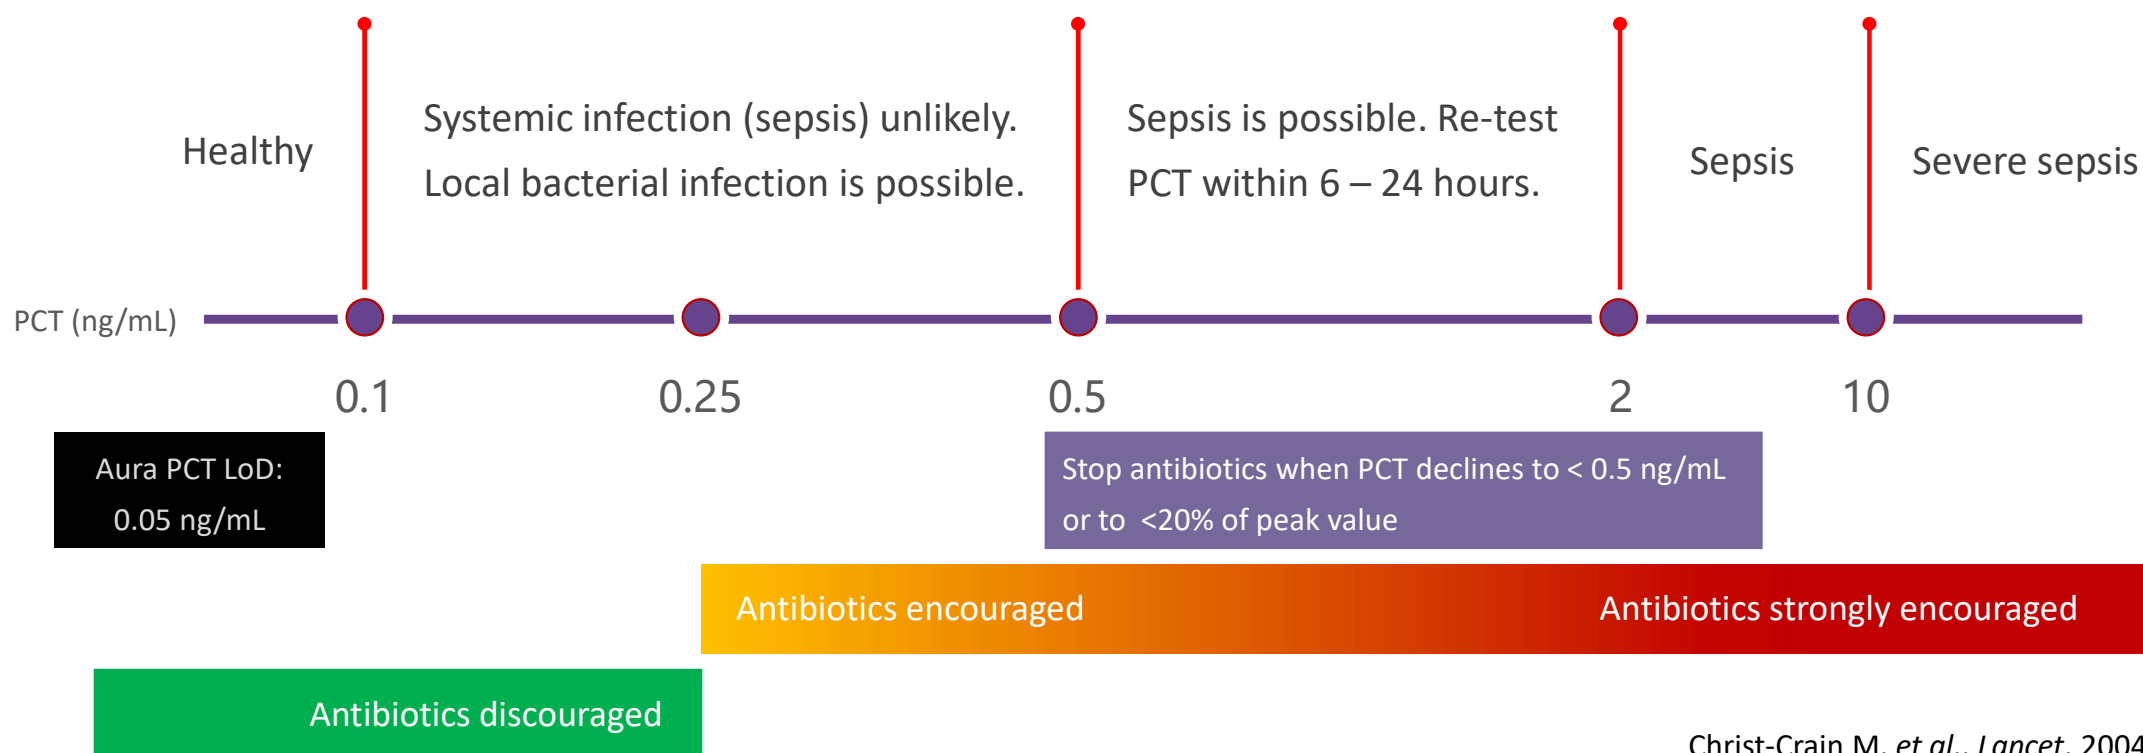 Healthy
Systemic infection (sepsis) unlikely.
Local bacterial infection is possible.
Sepsis is possible. Re-test
PCT within 6 – 24 hours.
Sepsis
Severe sepsis
PCT (ng/mL)
0.1
0.25
0.5
2
10
Aura PCT LoD:
0.05 ng/mL
Stop antibiotics when PCT declines to < 0.5 ng/mL
or to <20% of peak value
Antibiotics encouraged
Antibiotics strongly encouraged
Antibiotics discouraged
Christ-Crain M. et al., Lancet. 2004